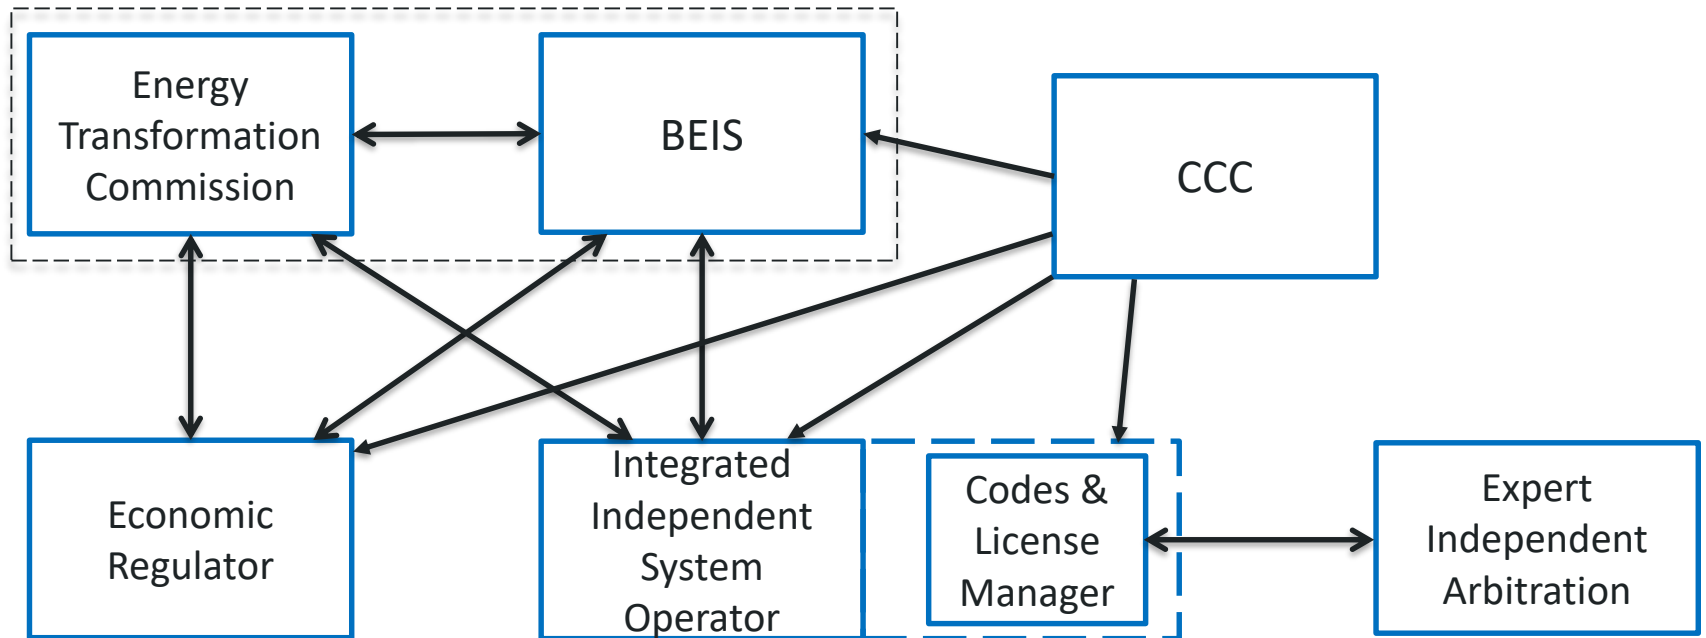 Energy
Transformation
Commission
BEIS
CCC
Economic
Regulator
Integrated
Independent
System
Operator
Codes &
License
Manager
Expert
Independent
Arbitration